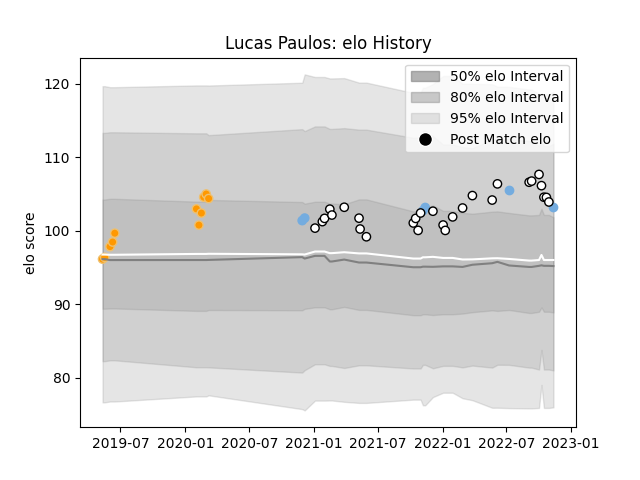 Lucas Paulos: elo History
50% elo Interval
80% elo Interval
95% elo Interval
Post Match elo
elo score
120
110
100
90
80
2019-07 2020-01 2020-07 2021-01 2021-07 2022-01 2022-07 2023-01